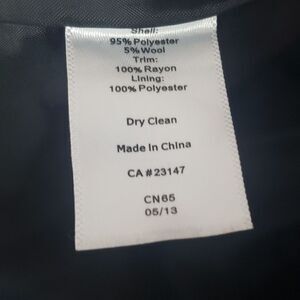 Shell:
95% Polyester
5% Wool
Trim:
100% Rayon
Lining:
100% Polyester
Dry Clean
Made in China
CA #23147
CN65
05/13